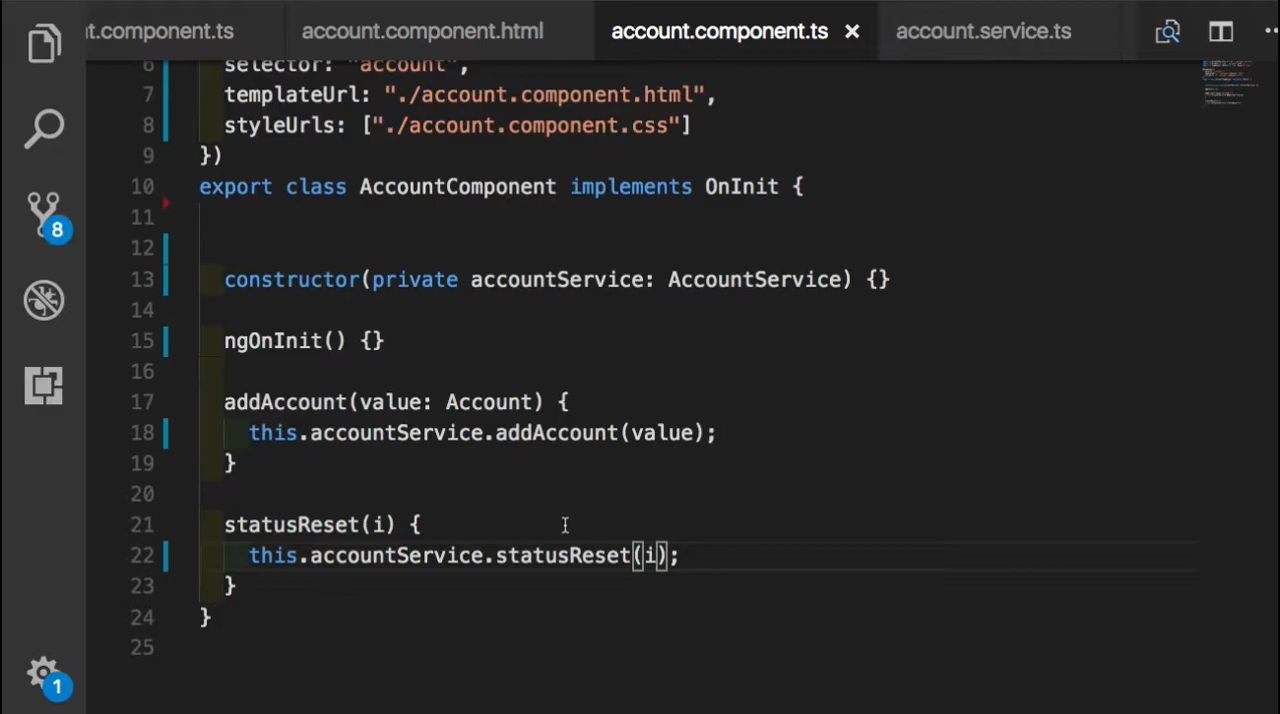 t.component.ts account.component.html account.component.ts account.service.ts
6 selector: "account",
7 templateUrl: "./account.component.html",
8 styleUrls: ["./account.component.css"]
9 })
10 export class AccountComponent implements OnInit {
11
12
13 constructor(private accountService: AccountService) {}
14
15 ngOnInit() {}
16
17 addAccount(value: Account) {
18 this.accountService.addAccount(value);
19 }
20
21 statusReset(i) {
22 this.accountService.statusReset(i);
23 }
24 }
25
8
1